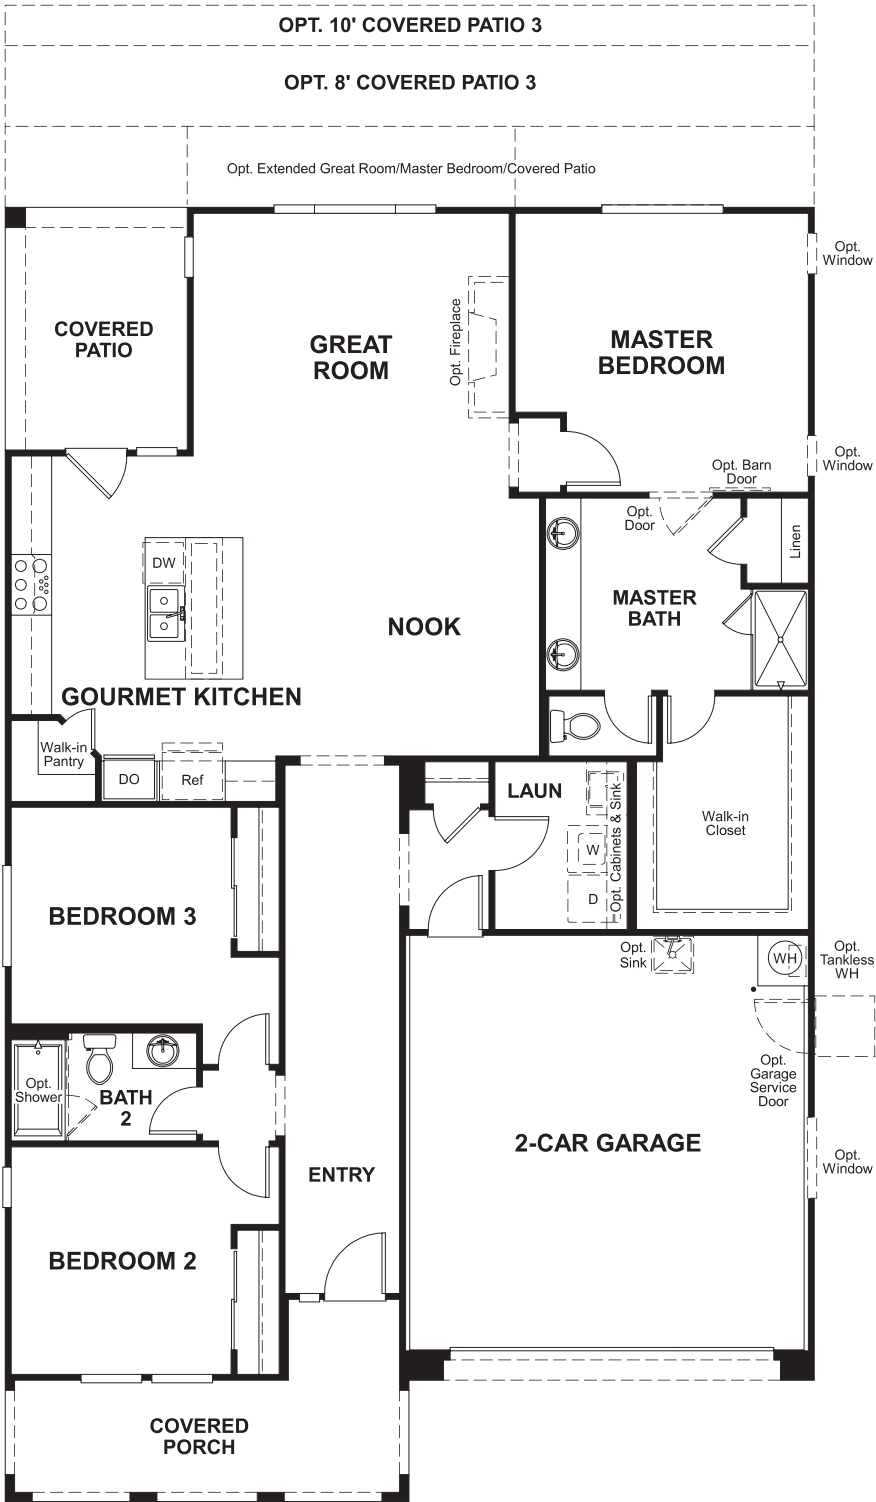 OPT. 10' COVERED PATIO 3
OPT. 8' COVERED PATIO 3
Opt. Extended Great Room/Master Bedroom/Covered Patio
Opt.
Window
COVERED
PATIO
GREAT
ROOM
Opt. Fireplace
MASTER
BEDROOM
Opt.
Window
Opt. Barn
Door
Opt.
Door
Linen
DW
MASTER
BATH
NOOK
GOURMET KITCHEN
Walk-in
Pantry
DO
Ref
LAUN
Opt. Cabinets & Sink
W
D
Walk-in
Closet
BEDROOM 3
Opt.
Sink
WH
Opt.
Tankless
WH
Opt.
Shower
BATH
2
Opt.
Garage
Service
Door
2-CAR GARAGE
Opt.
Window
ENTRY
BEDROOM 2
COVERED
PORCH